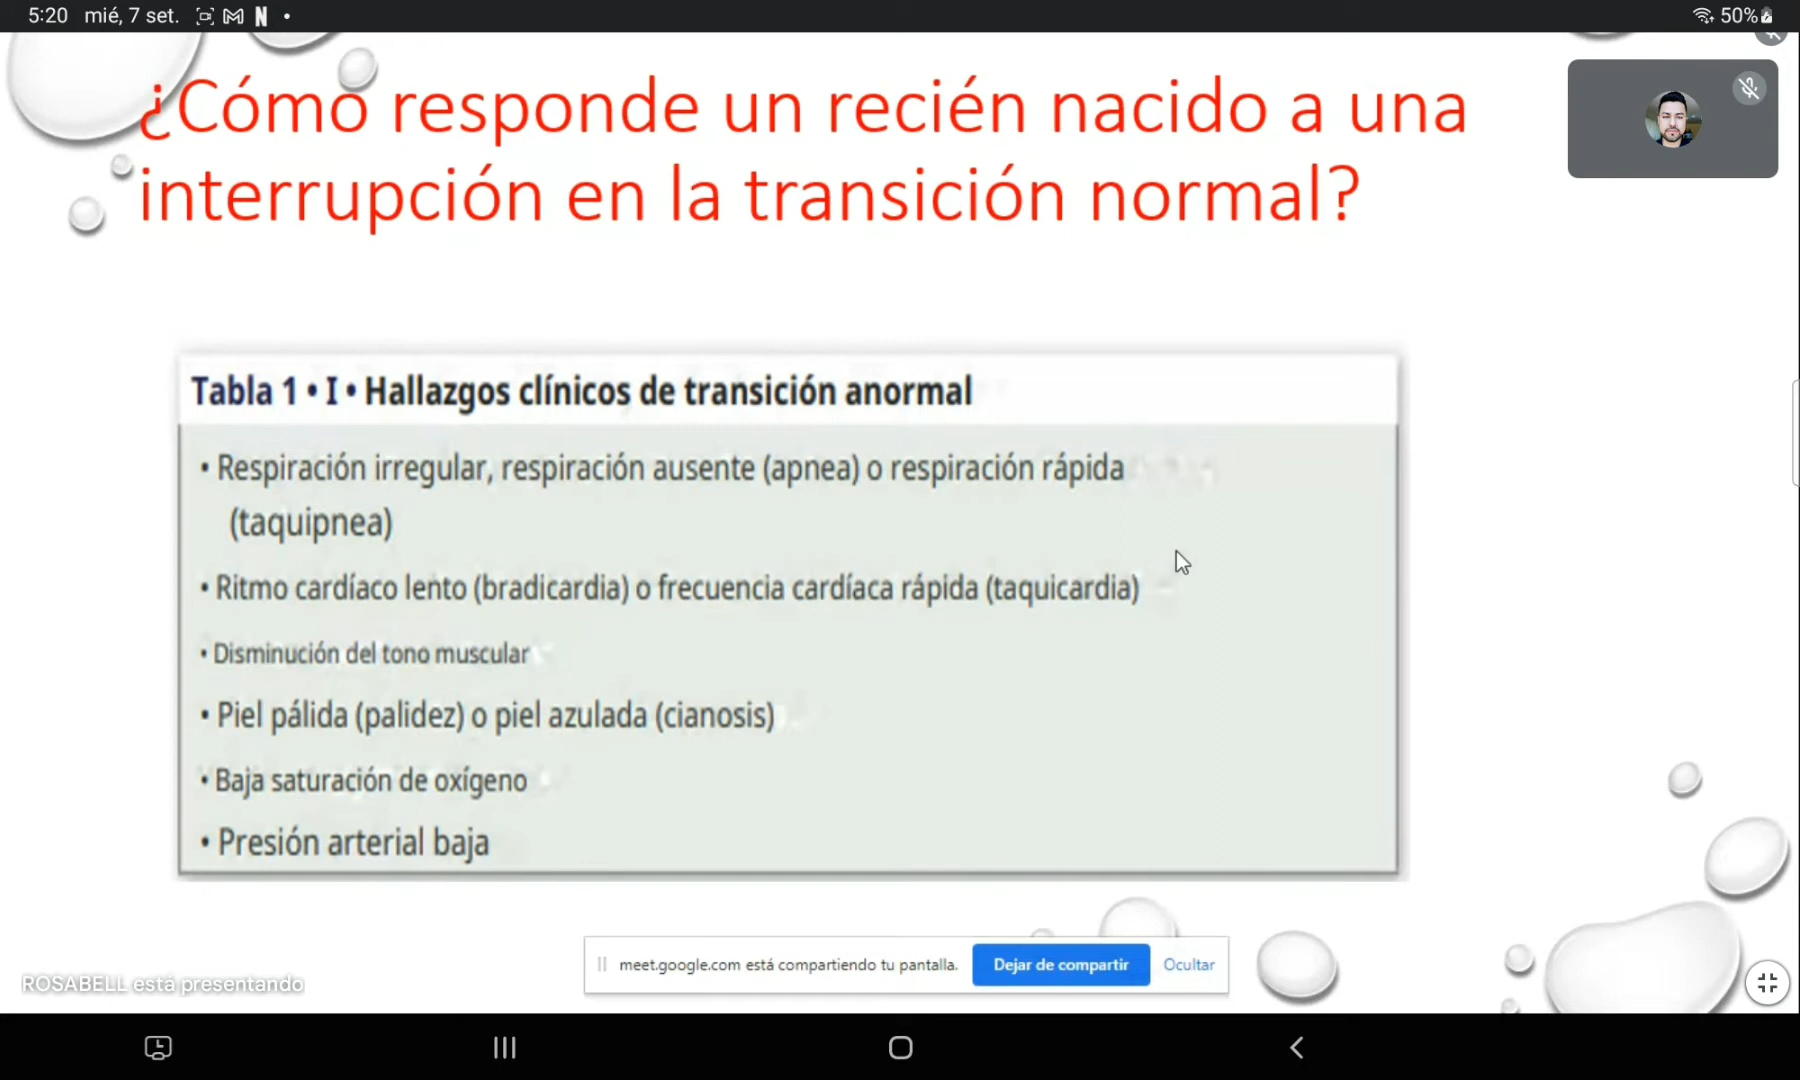 5:20 mié, 7 set.
50%
¿Cómo responde un recién nacido a una
interrupción en la transición normal?
Tabla 1 • I • Hallazgos clínicos de transición anormal
• Respiración irregular, respiración ausente (apnea) o respiración rápida
(taquipnea)
• Ritmo cardíaco lento (bradicardia) o frecuencia cardíaca rápida (taquicardia)
• Disminución del tono muscular
• Piel pálida (palidez) o piel azulada (cianosis)
• Baja saturación de oxígeno
• Presión arterial baja
meet.google.com está compartiendo tu pantalla. Dejar de compartir Ocultar
ROSABELL está presentando